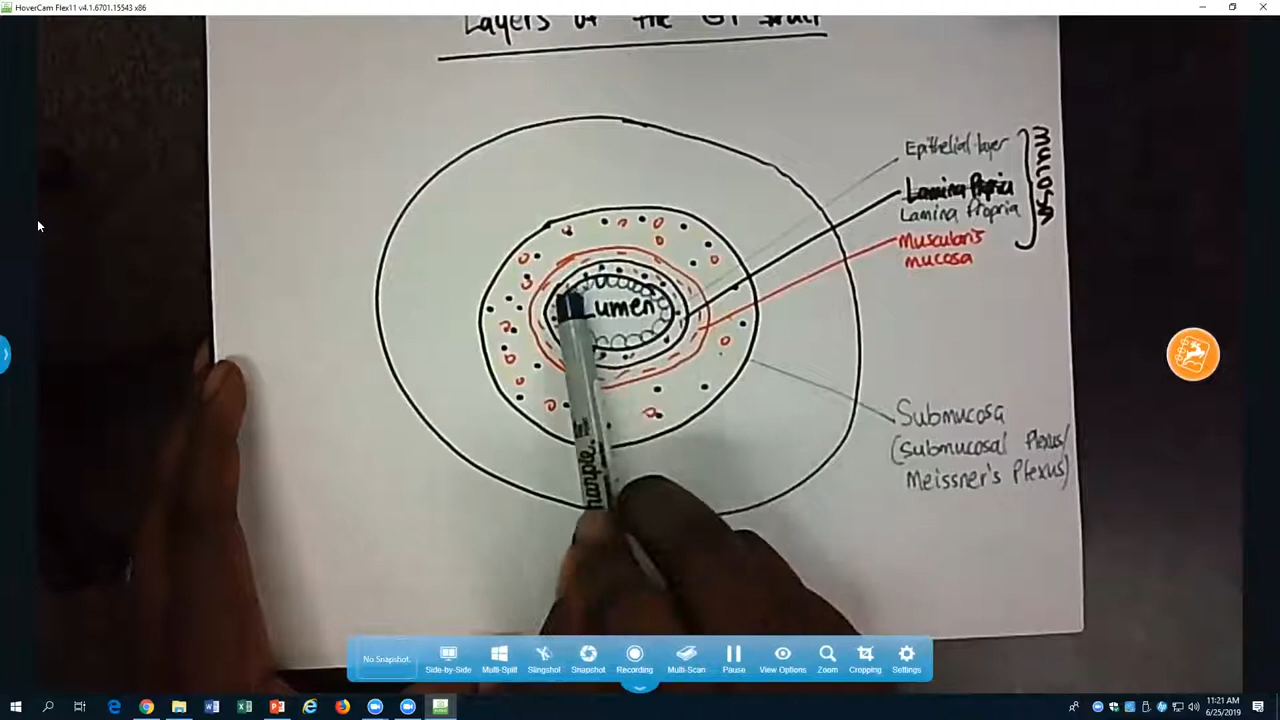 HoverCam Flex11 v4.1.6701.15543 x86
Layers of the GI tract
Epithelial layer
Lamina Propria
Lamina Propria
Muscularis
mucosa
mucosa
Lumen
Submucosa
(submucosal Plexus/
Meissner's Plexus)
Sharpie
No Snapshot.
Side-by-Side
Multi-Split
Slingshot
Snapshot
Recording
Multi-Scan
Pause
View Options
Zoom
Cropping
Settings
11:21 AM
6/25/2019